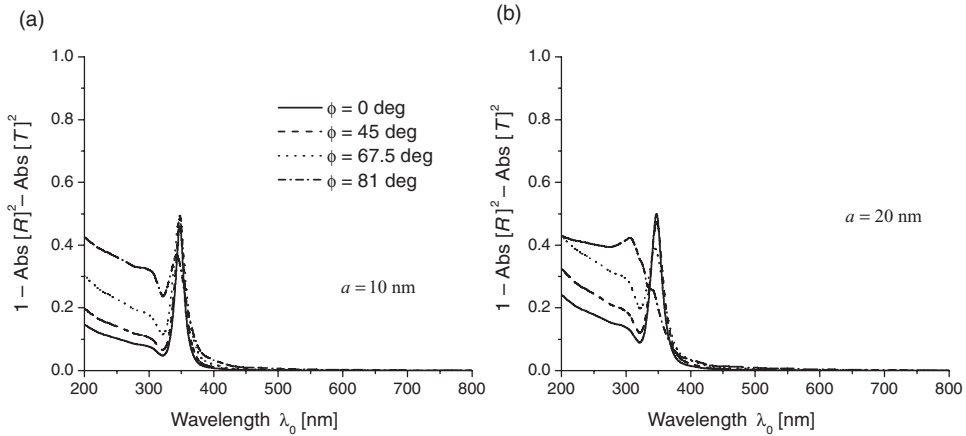 (a)
1 – Abs [R]² – Abs [T]²
1.0
0.8
0.6
0.4
0.2
0.0
ϕ = 0 deg
ϕ = 45 deg
ϕ = 67.5 deg
ϕ = 81 deg
a = 10 nm
200 300 400 500 600 700 800
Wavelength λ₀ [nm]
(b)
1 – Abs [R]² – Abs [T]²
1.0
0.8
0.6
0.4
0.2
0.0
a = 20 nm
200 300 400 500 600 700 800
Wavelength λ₀ [nm]